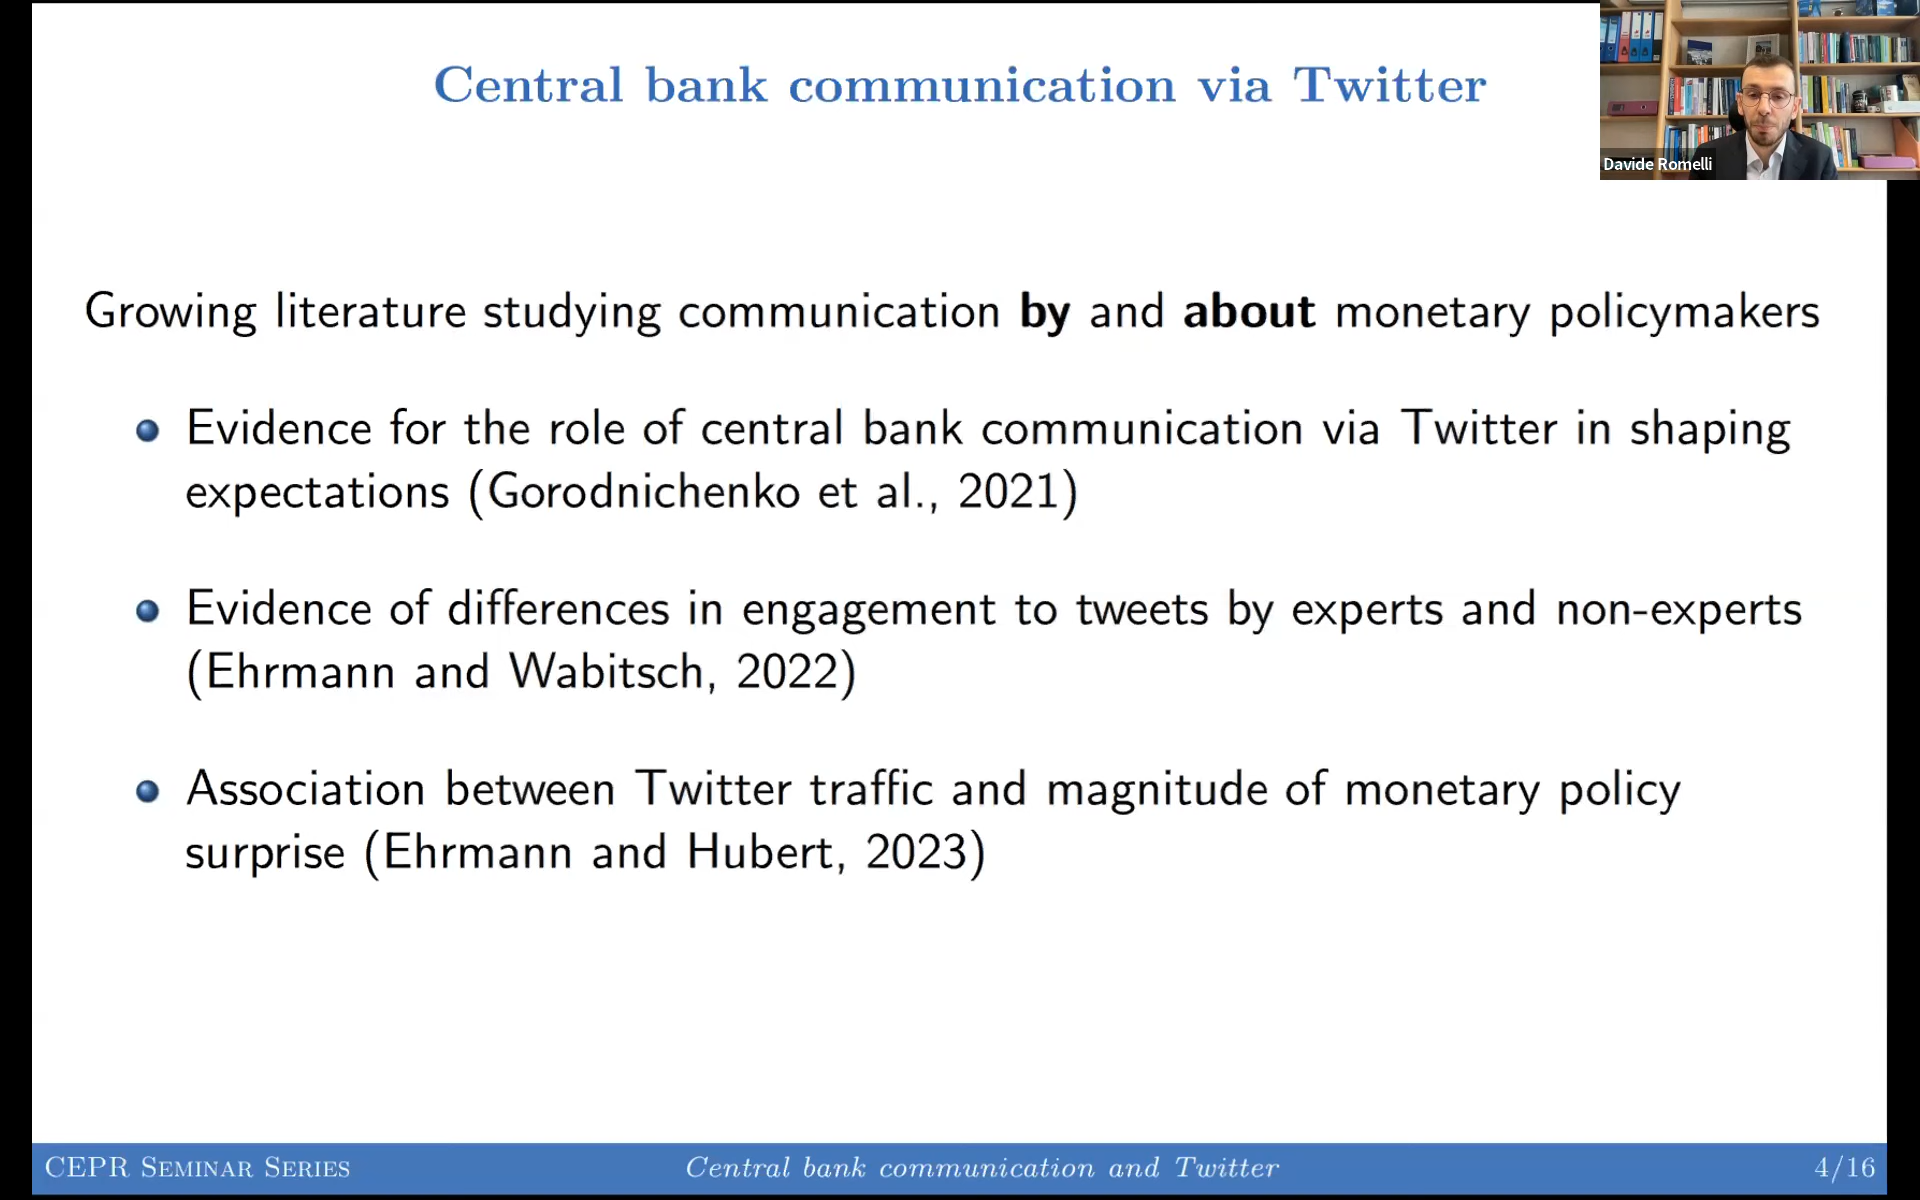 Central bank communication via Twitter
Davide Romelli
Growing literature studying communication by and about monetary policymakers
Evidence for the role of central bank communication via Twitter in shaping
expectations (Gorodnichenko et al., 2021)
Evidence of differences in engagement to tweets by experts and non-experts
(Ehrmann and Wabitsch, 2022)
Association between Twitter traffic and magnitude of monetary policy
surprise (Ehrmann and Hubert, 2023)
CEPR Seminar Series
Central bank communication and Twitter
4/16